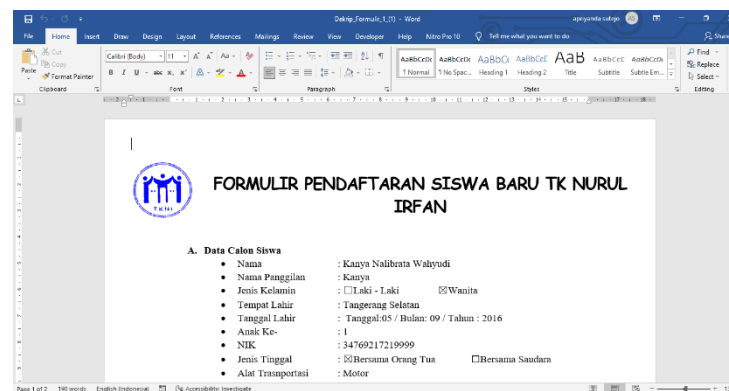 Dekrip_Formulir_1_(1) - Word
apriyanda sutojo
AS
File Home Insert Draw Design Layout References Mailings Review View Developer Help Nitro Pro 10 Tell me what you want to do Share
Cut
Copy
Format Painter
Paste
Clipboard
Calibri (Body) 11
Font
Paragraph
AaBbCcDc AaBbCcDc AaBbCc AaBbCcC AaB AaBbCcC AaBbCcDc
¶ Normal ¶ No Spac... Heading 1 Heading 2 Title Subtitle Subtle Em...
Styles
Find
Replace
Select
Editing
TKNI
FORMULIR PENDAFTARAN SISWA BARU TK NURUL
IRFAN
A. Data Calon Siswa
• Nama : Kanya Nalibrata Wahyudi
• Nama Panggilan : Kanya
• Jenis Kelamin : ☐Laki - Laki ☒Wanita
• Tempat Lahir : Tangerang Selatan
• Tanggal Lahir : Tanggal:05 / Bulan: 09 / Tahun : 2016
• Anak Ke- : 1
• NIK : 34769217219999
• Jenis Tinggal : ☒Bersama Orang Tua ☐Bersama Saudara
• Alat Trasnportasi : Motor
Page 1 of 2 190 words English (Indonesia) Accessibility: Investigate